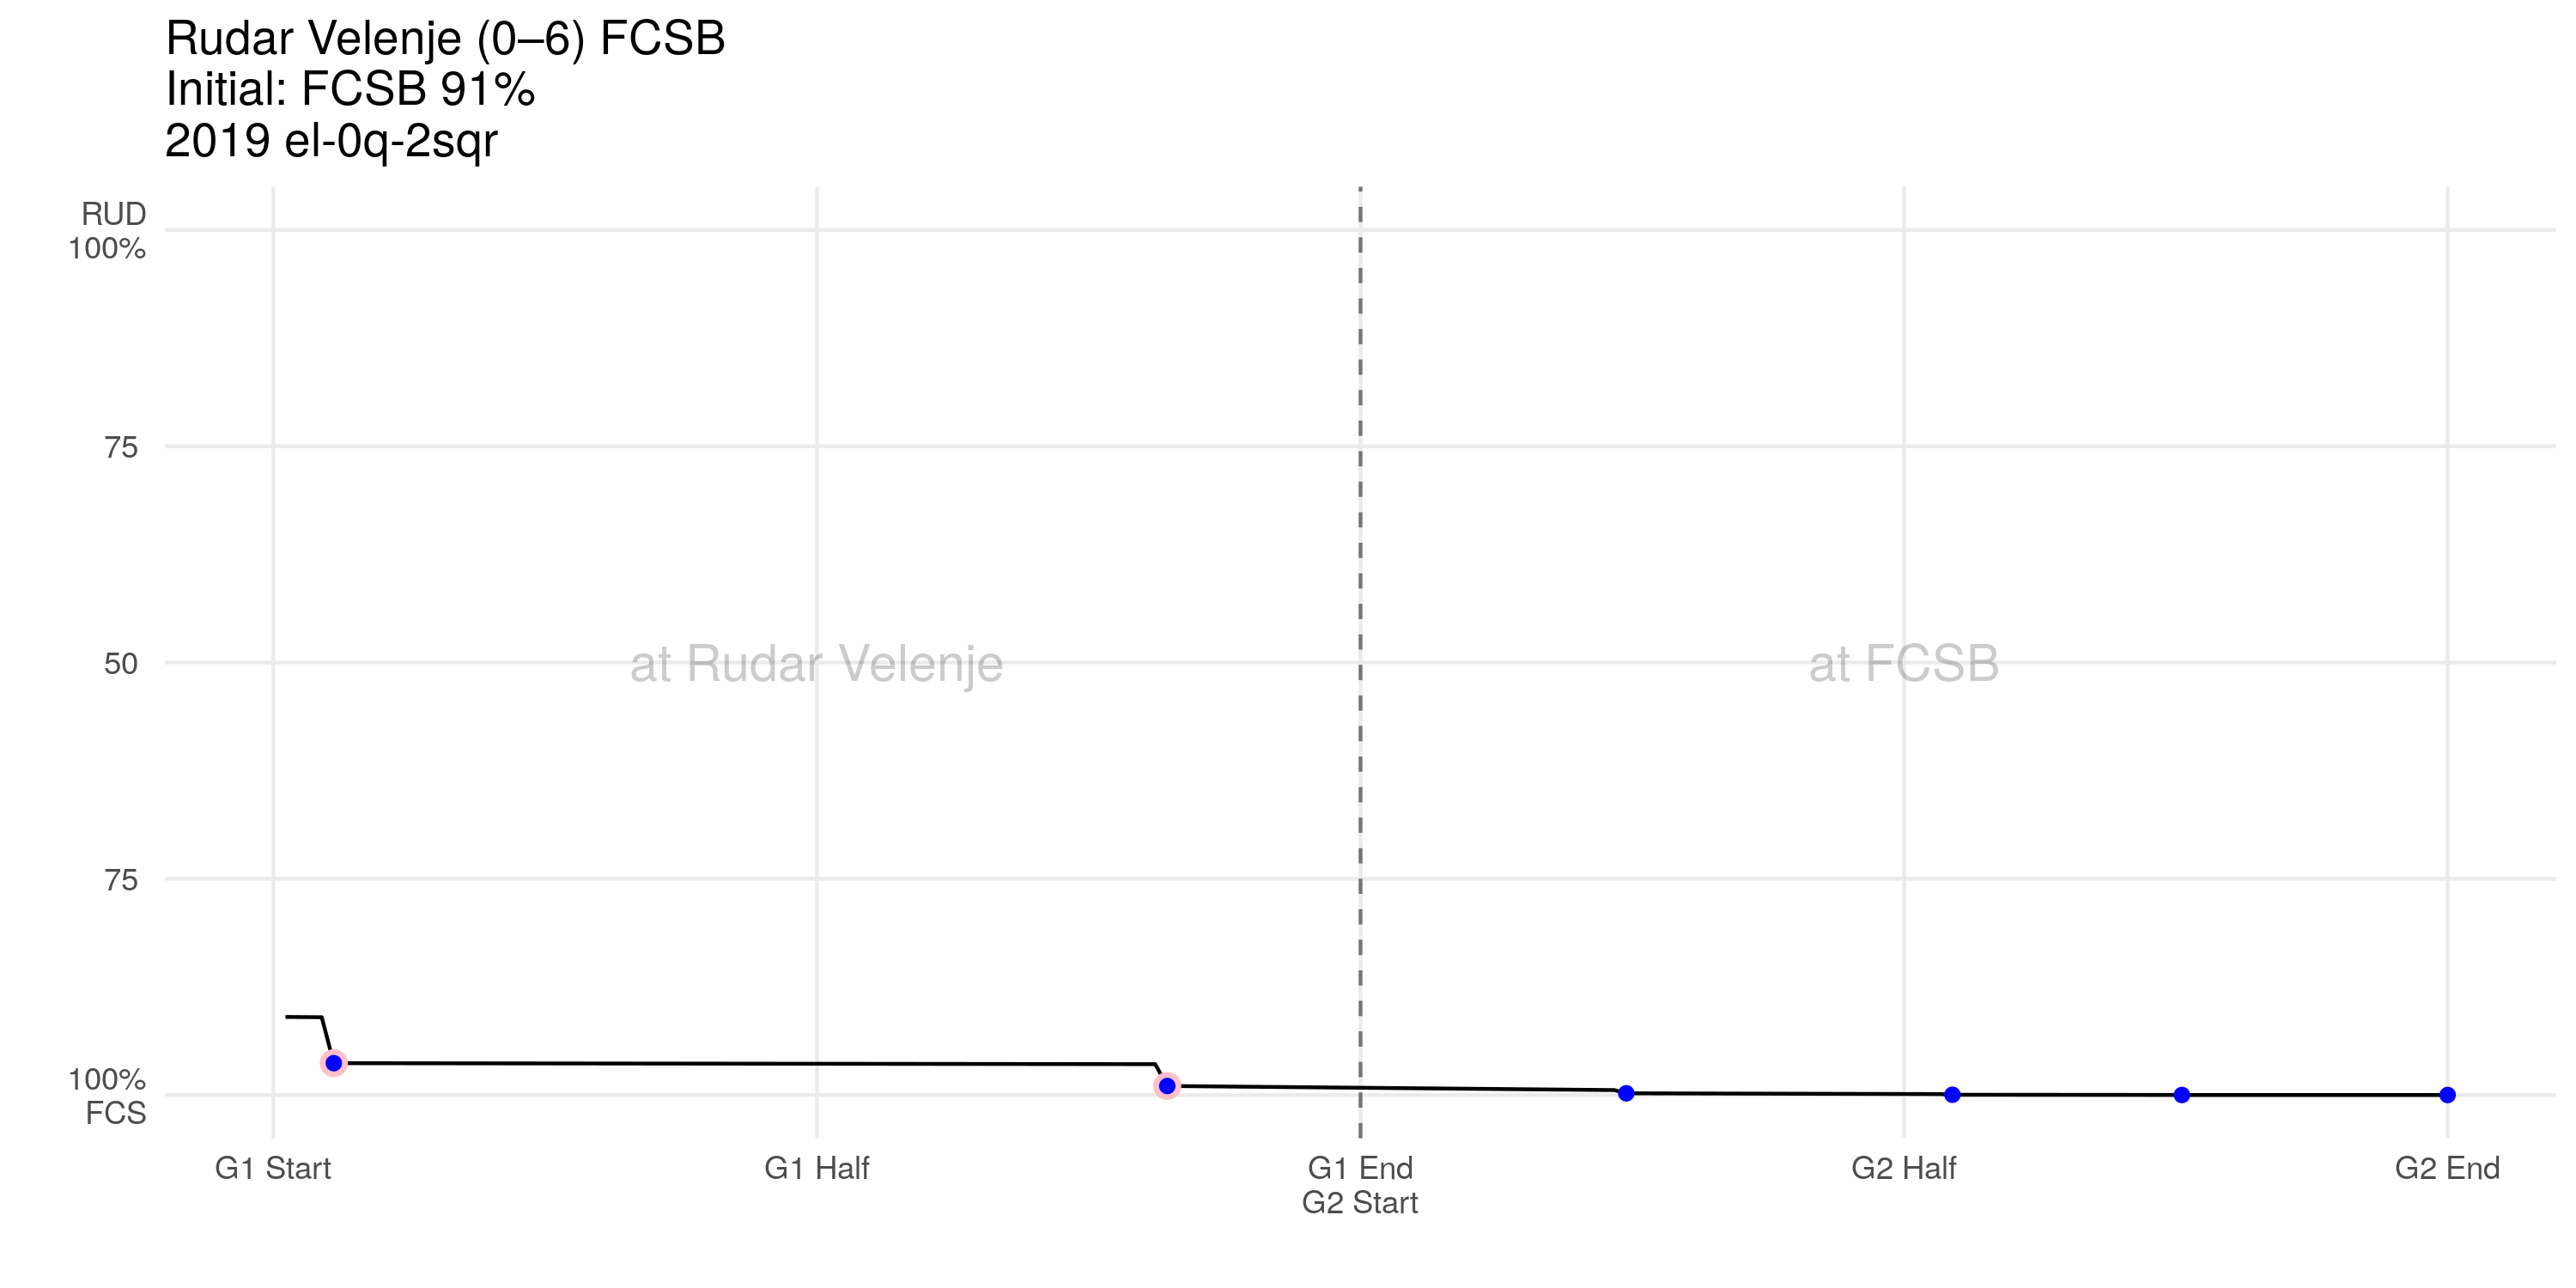 Rudar Velenje (0–6) FCSB
Initial: FCSB 91%
2019 el-0q-2sqr
RUD
100%
75
50
75
100%
FCS
at Rudar Velenje
at FCSB
G1 Start
G1 Half
G1 End
G2 Start
G2 Half
G2 End